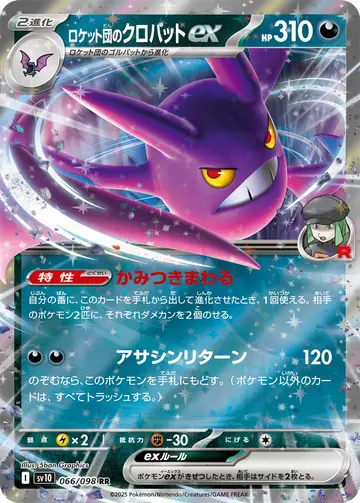 2進化
ロケット団のクロバットex
HP310
ロケット団のゴルバットから進化
R
特性 かみつきまわる
自分の番に、このカードを手札から出して進化させたとき、1回使える。相手
のポケモン2匹に、それぞれダメカンを2個のせる。
アサシンリターン 120
のぞむなら、このポケモンを手札にもどす。(ポケモン以外のカー
ドは、すべてトラッシュする。)
弱点 ×2 抵抗力 -30 にげる
Illus. 5ban Graphics
I sv10 066/098 RR
exルール
ポケモンexがきぜつしたとき、相手はサイドを2枚とる。
©2025 Pokémon/Nintendo/Creatures/GAME FREAK